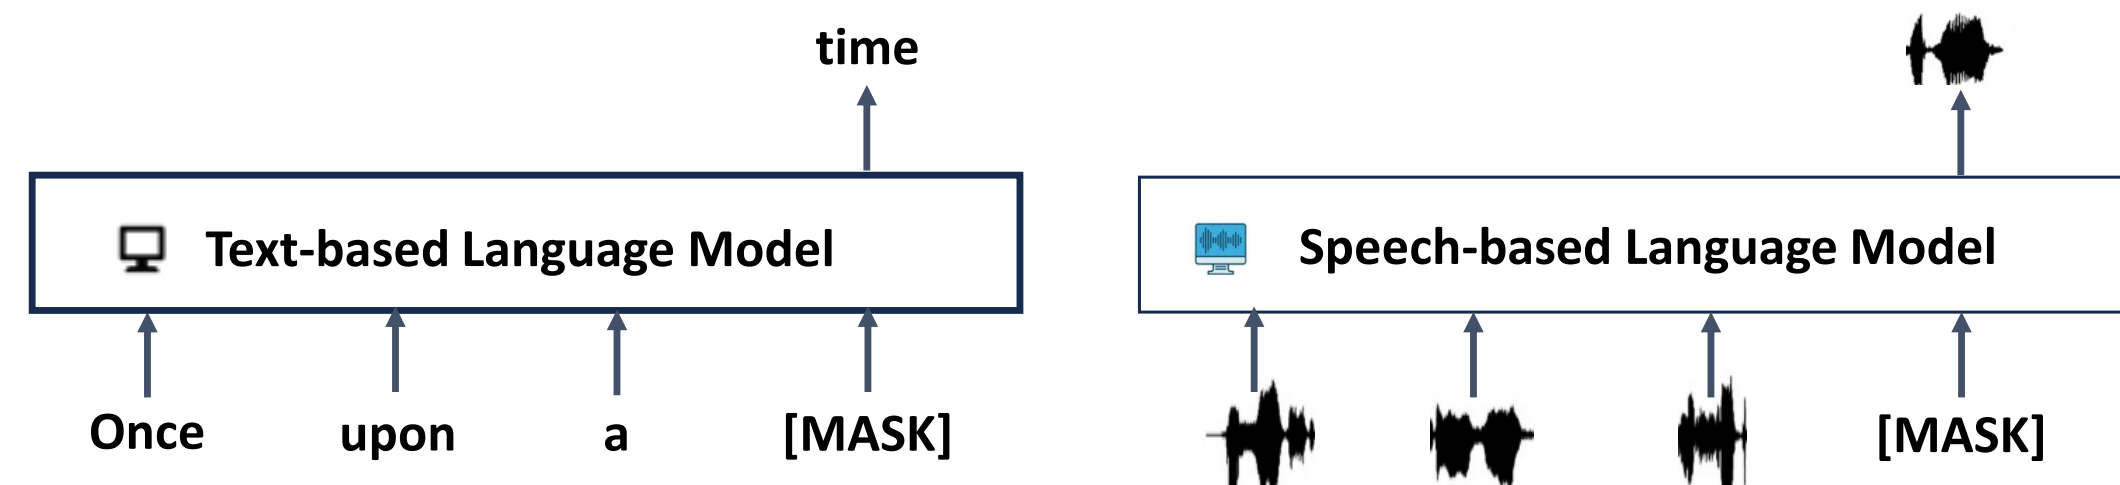 time
Text-based Language Model
Once upon a [MASK]
Speech-based Language Model
[MASK]